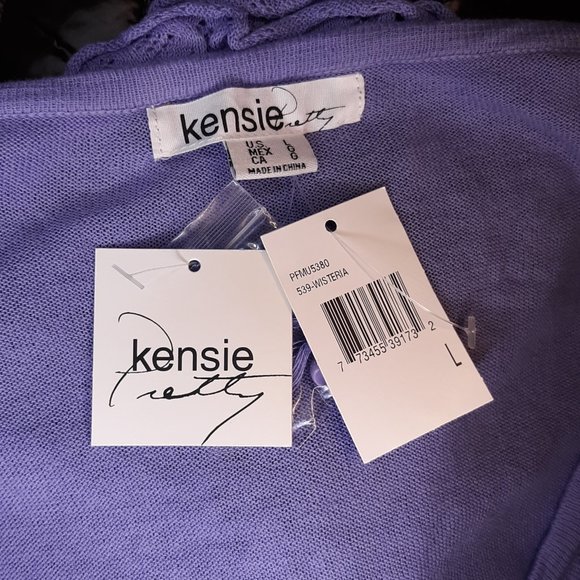 kensie Pretty
US L
MEX G
CA G
MADE IN CHINA
kensie
Pretty
PFMU5380
539-WISTERIA
7 73455 39173 2
L